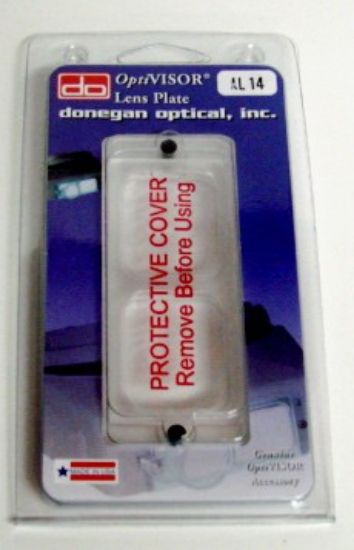 do
OptiVISOR®
AL 14
Lens Plate
donegan optical, inc.
PROTECTIVE COVER
Remove Before Using
MADE IN USA
Genuine
OptiVISOR
Accessory